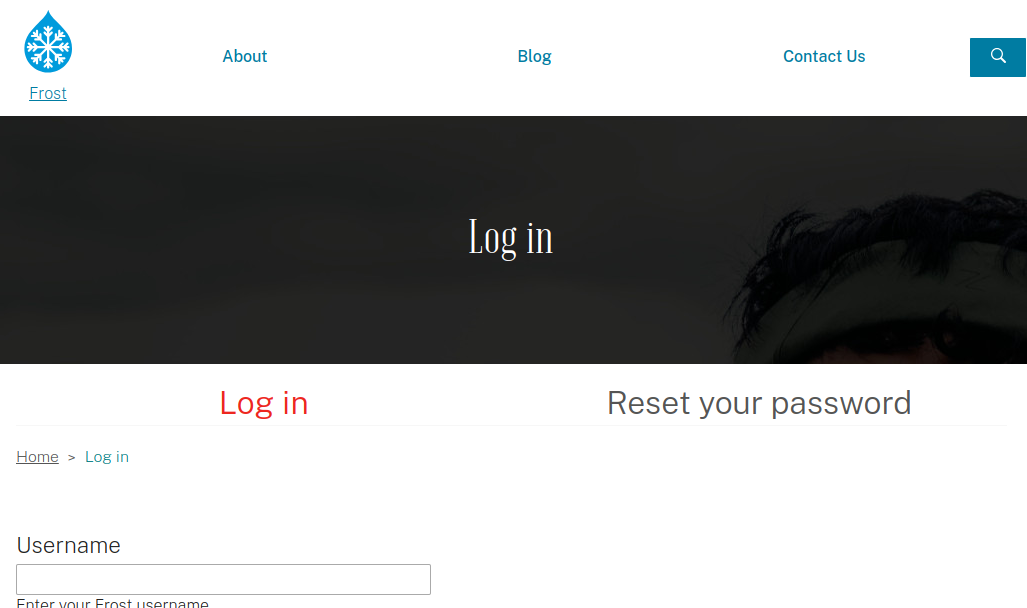 About
Blog
Contact Us
Frost
Log in
Log in
Reset your password
Home > Log in
Username
Enter your Frost username